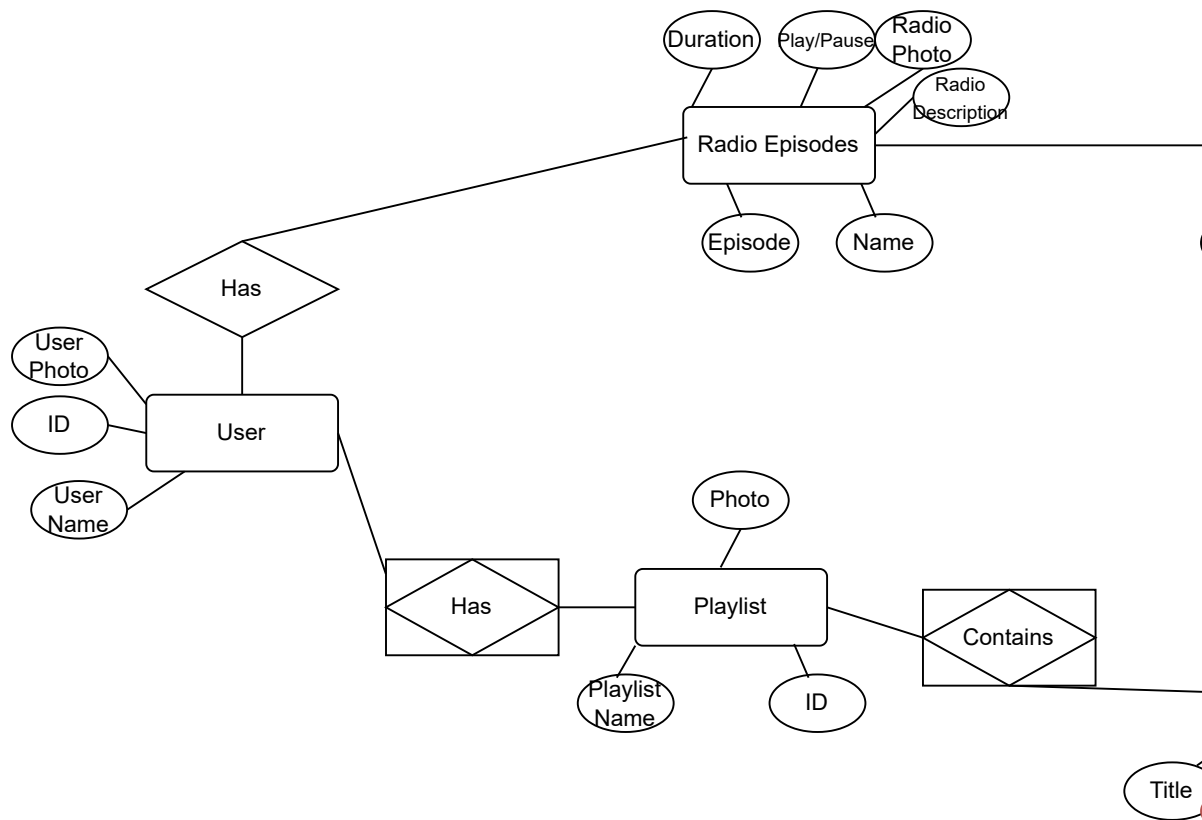 Duration
Play/Pause
Radio
Photo
Radio
Description
Radio Episodes
Episode
Name
Has
User
Photo
ID
User
User
Name
Photo
Has
Playlist
Contains
Playlist
Name
ID
Title